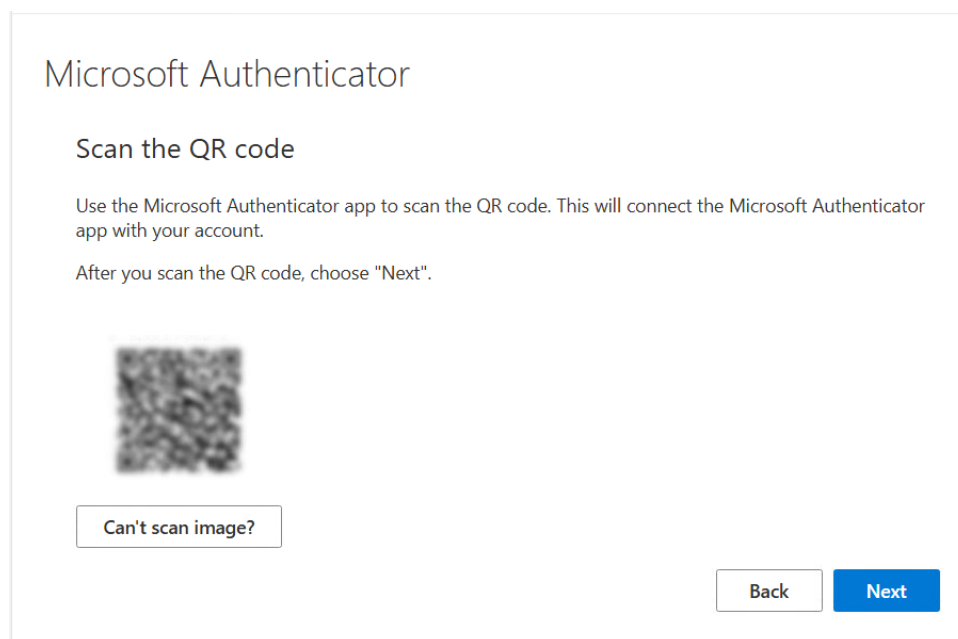 Microsoft Authenticator
Scan the QR code
Use the Microsoft Authenticator app to scan the QR code. This will connect the Microsoft Authenticator
app with your account.
After you scan the QR code, choose "Next".
Can't scan image?
Back
Next